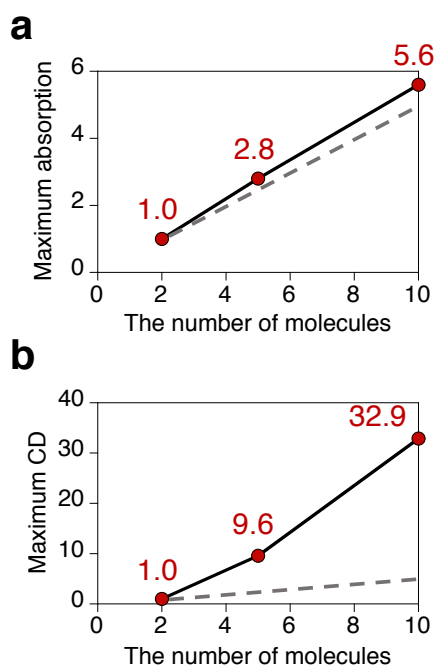 a
Maximum absorption
6
4
2
0
1.0
2.8
5.6
0 2 4 6 8 10
The number of molecules
b
Maximum CD
40
30
20
10
0
1.0
9.6
32.9
0 2 4 6 8 10
The number of molecules